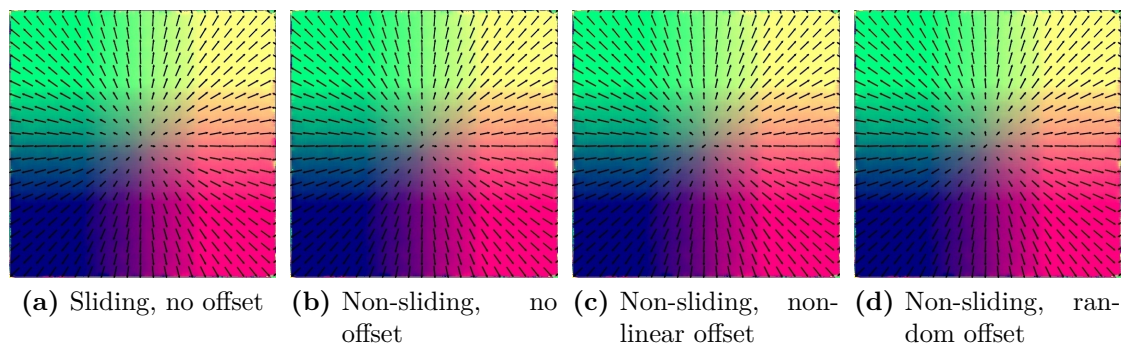 (a) Sliding, no offset
(b) Non-sliding, no
offset
(c) Non-sliding, non-
linear offset
(d) Non-sliding, ran-
dom offset